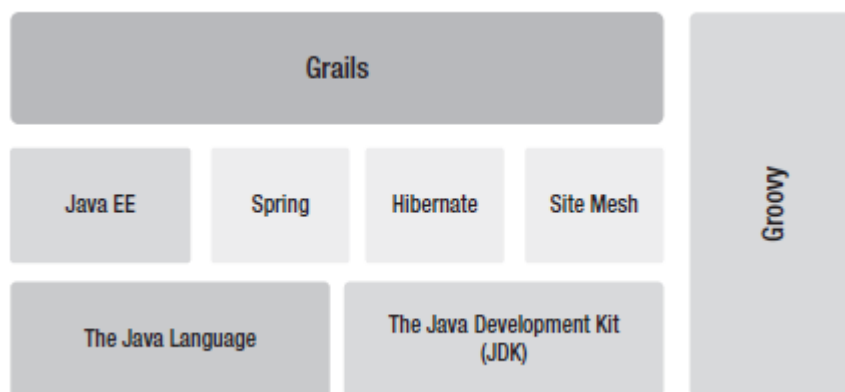 Grails
Java EE
Spring
Hibernate
Site Mesh
Groovy
The Java Language
The Java Development Kit
(JDK)